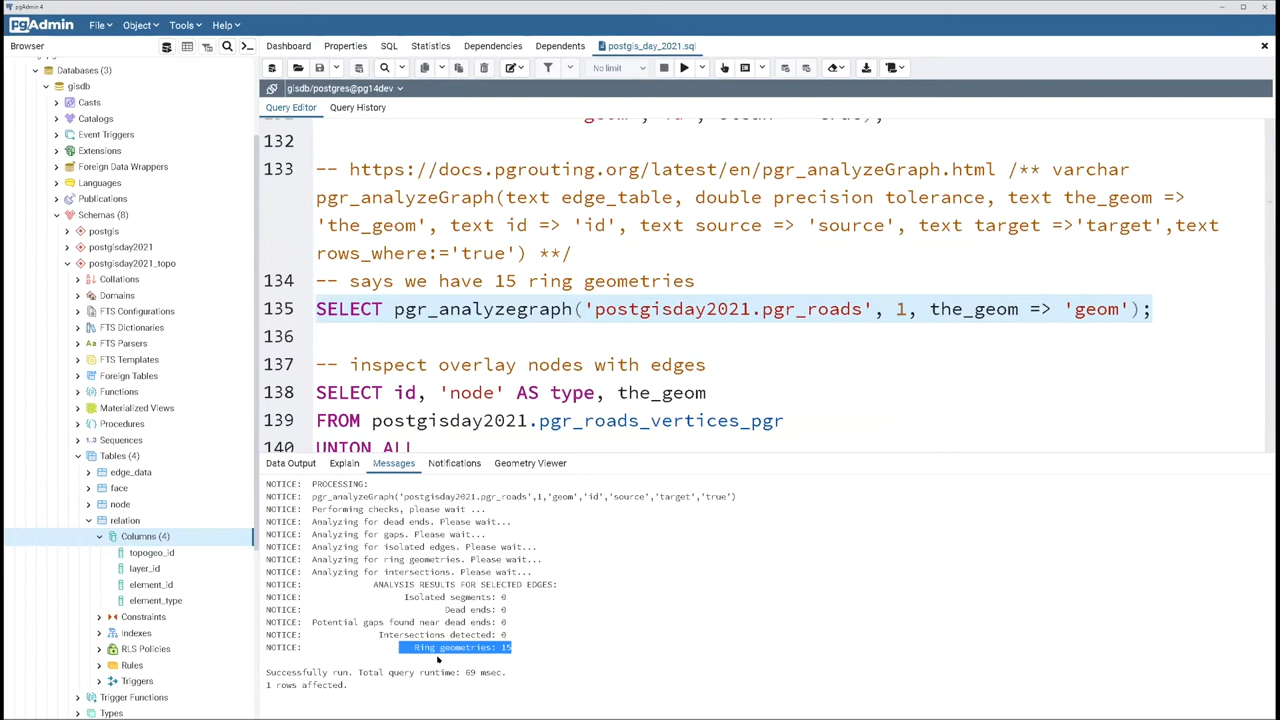 pgAdmin 4
pgAdmin
File
Object
Tools
Help
Browser
Dashboard
Properties
SQL
Statistics
Dependencies
Dependents
postgis_day_2021.sql
No limit
gisdb/postgres@pg14dev
Query Editor
Query History
Databases (3)
gisdb
Casts
Catalogs
Event Triggers
Extensions
Foreign Data Wrappers
Languages
Publications
Schemas (8)
postgis
postgisday2021
postgisday2021_topo
Collations
Domains
FTS Configurations
FTS Dictionaries
FTS Parsers
FTS Templates
Foreign Tables
Functions
Materialized Views
Procedures
Sequences
Tables (4)
edge_data
face
node
relation
Columns (4)
topogeo_id
layer_id
element_id
element_type
Constraints
Indexes
RLS Policies
Rules
Triggers
Trigger Functions
Types
132
133 -- https://docs.pgrouting.org/latest/en/pgr_analyzeGraph.html /** varchar
pgr_analyzeGraph(text edge_table, double precision tolerance, text the_geom =>
'the_geom', text id => 'id', text source => 'source', text target =>'target',text
rows_where:='true') **/
134 -- says we have 15 ring geometries
135 SELECT pgr_analyzegraph('postgisday2021.pgr_roads', 1, the_geom => 'geom');
136
137 -- inspect overlay nodes with edges
138 SELECT id, 'node' AS type, the_geom
139 FROM postgisday2021.pgr_roads_vertices_pgr
140 UNION ALL
Data Output
Explain
Messages
Notifications
Geometry Viewer
NOTICE: PROCESSING:
NOTICE: pgr_analyzeGraph('postgisday2021.pgr_roads',1,'geom','id','source','target','true')
NOTICE: Performing checks, please wait ...
NOTICE: Analyzing for dead ends. Please wait...
NOTICE: Analyzing for gaps. Please wait...
NOTICE: Analyzing for isolated edges. Please wait...
NOTICE: Analyzing for ring geometries. Please wait...
NOTICE: Analyzing for intersections. Please wait...
NOTICE: ANALYSIS RESULTS FOR SELECTED EDGES:
NOTICE: Isolated segments: 0
NOTICE: Dead ends: 0
NOTICE: Potential gaps found near dead ends: 0
NOTICE: Intersections detected: 0
NOTICE: Ring geometries: 15
Successfully run. Total query runtime: 69 msec.
1 rows affected.